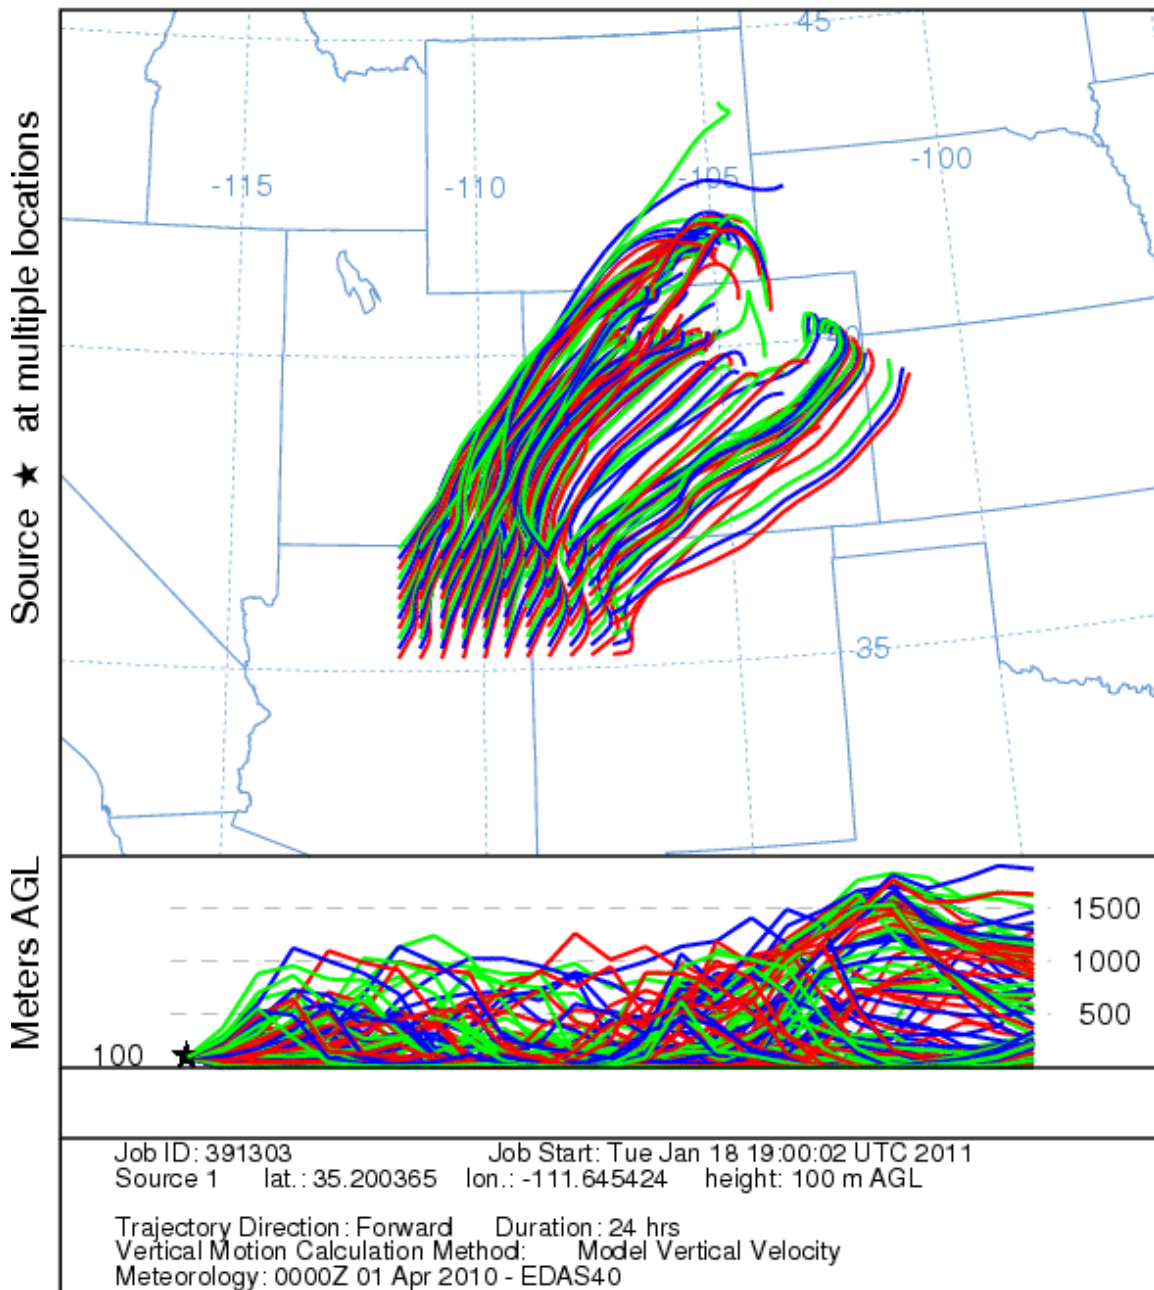 45
-100
-105
-110
-115
35
Source ★ at multiple locations
Meters AGL
1500
1000
500
100
Job ID: 391303 Job Start: Tue Jan 18 19:00:02 UTC 2011
Source 1 lat.: 35.200365 lon.: -111.645424 height: 100 m AGL
Trajectory Direction: Forward Duration: 24 hrs
Vertical Motion Calculation Method: Model Vertical Velocity
Meteorology: 0000Z 01 Apr 2010 - EDAS40